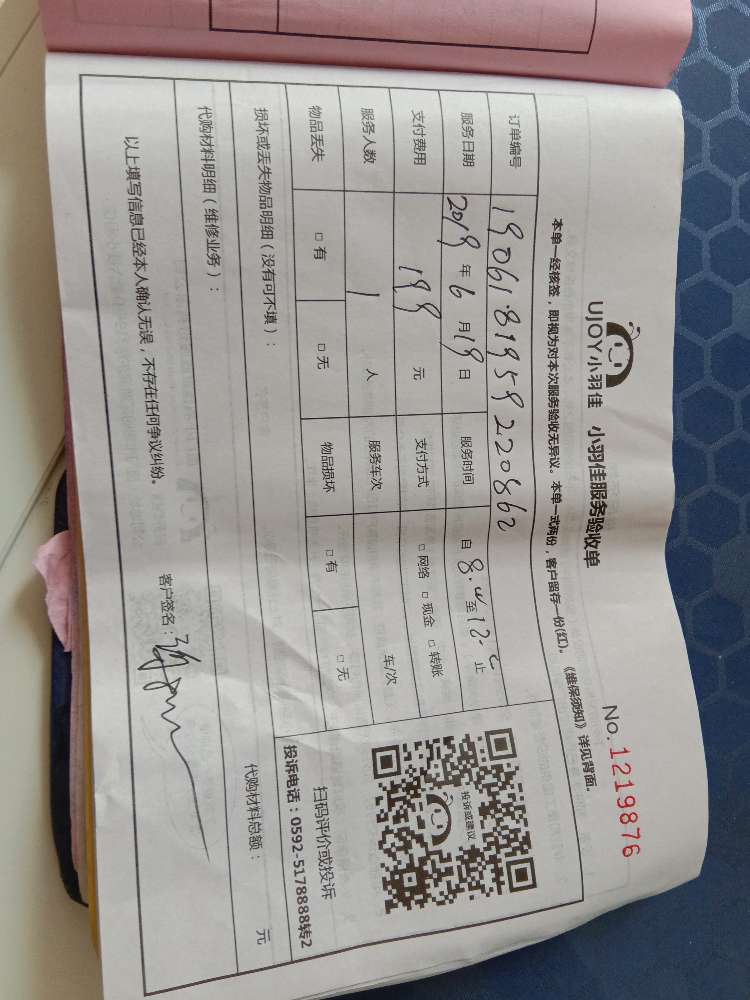 UJOY小羽佳 小羽佳服务验收单
No. 1219876
本单一经核签，即视为对本次服务验收无异议。本单一式两份，客户留存一份(红)。《维保须知》详见背面。
订单编号 1906181959220862
服务日期 2019年6月19日 服务时间 自8. 至12. 止
支付费用 199元 支付方式 □网络 □现金 □转账
服务人数 1 人 服务车次 车/次
物品丢失 □有 □无 物品损坏 □有 □无
投诉或建议
扫码评价或投诉
投诉电话：0592-5178888转2
损坏或丢失物品明细（没有可不填）：
代购材料明细（维修业务）：
代购材料总额： 元
以上填写信息已经本人确认无误，不存在任何争议纠纷。
客户签名：